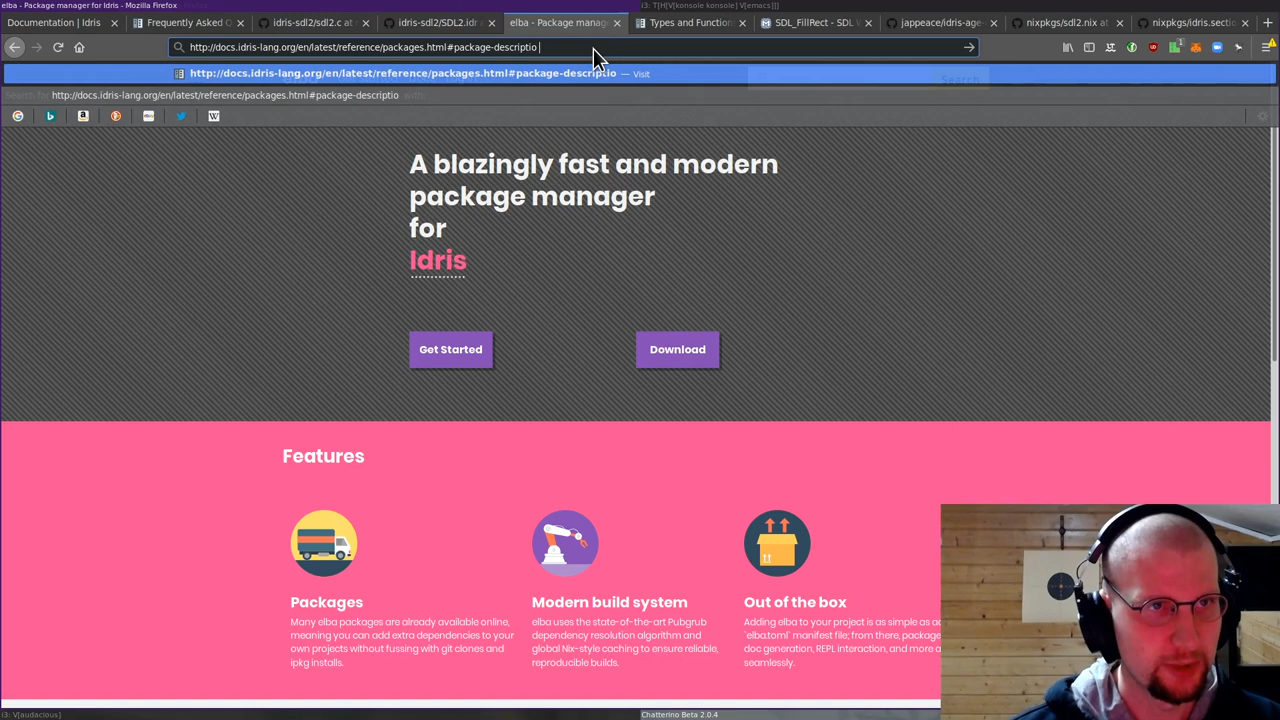 elba - Package manager for Idris - Mozilla Firefox
i3: T[H[V[konsole konsole] V[emacs]]]
Documentation | Idris
Frequently Asked Q
idris-sdl2/sdl2.c at
idris-sdl2/SDL2.idr a
elba - Package manag
Types and Function
SDL_FillRect - SDL W
jappeace/idris-age
nixpkgs/sdl2.nix at
nixpkgs/idris.sectio
http://docs.idris-lang.org/en/latest/reference/packages.html#package-descriptio
http://docs.idris-lang.org/en/latest/reference/packages.html#package-descriptio — Visit
Search
http://docs.idris-lang.org/en/latest/reference/packages.html#package-descriptio
A blazingly fast and modern
package manager
for
Idris
Get Started
Download
Features
Packages
Many elba packages are already available online,
meaning you can add extra dependencies to your
own projects without fussing with git clones and
ipkg installs.
Modern build system
elba uses the state-of-the-art Pubgrub
dependency resolution algorithm and
global Nix-style caching to ensure reliable,
reproducible builds.
Out of the box
Adding elba to your project is as simple as a
`elba.toml` manifest file; from there, package
doc generation, REPL interaction, and more a
seamlessly.
i3: V[audacious]
Chatterino Beta 2.0.4